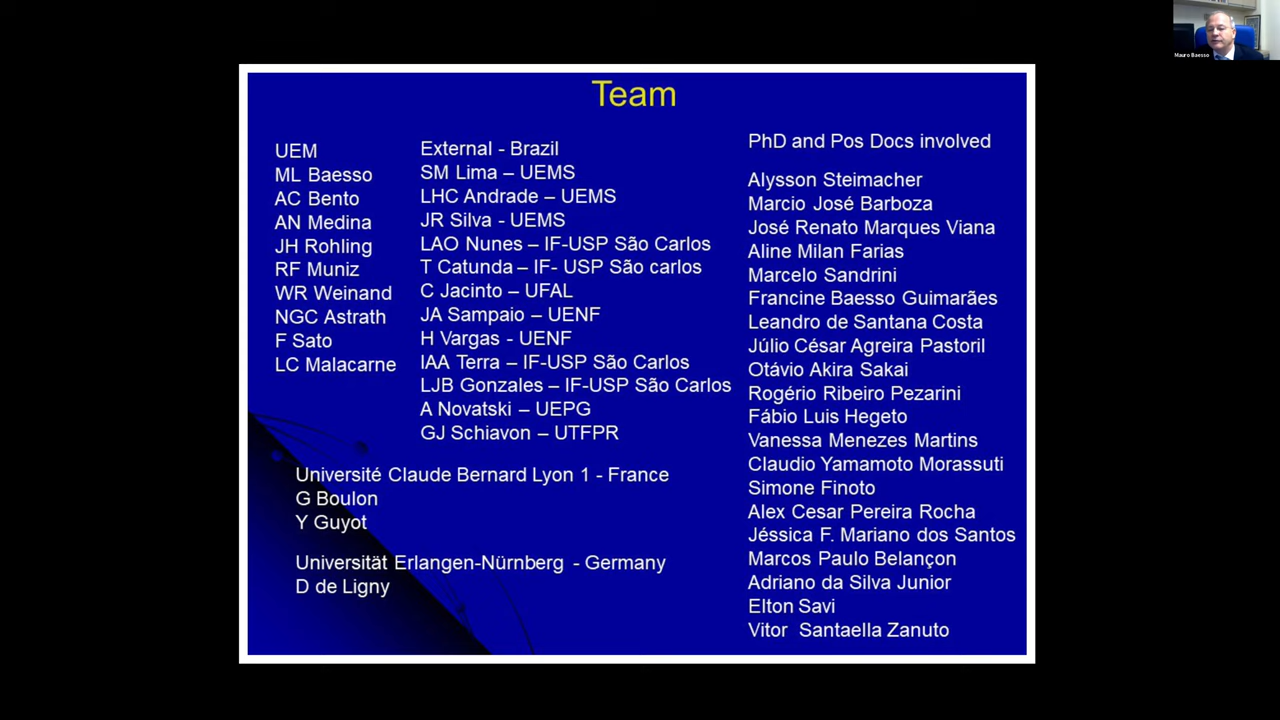 Team
UEM
ML Baesso
AC Bento
AN Medina
JH Rohling
RF Muniz
WR Weinand
NGC Astrath
F Sato
LC Malacarne
External - Brazil
SM Lima – UEMS
LHC Andrade – UEMS
JR Silva - UEMS
LAO Nunes – IF-USP São Carlos
T Catunda – IF- USP São carlos
C Jacinto – UFAL
JA Sampaio – UENF
H Vargas - UENF
IAA Terra – IF-USP São Carlos
LJB Gonzales – IF-USP São Carlos
A Novatski – UEPG
GJ Schiavon – UTFPR
Université Claude Bernard Lyon 1 - France
G Boulon
Y Guyot
Universität Erlangen-Nürnberg - Germany
D de Ligny
PhD and Pos Docs involved
Alysson Steimacher
Marcio José Barboza
José Renato Marques Viana
Aline Milan Farias
Marcelo Sandrini
Francine Baesso Guimarães
Leandro de Santana Costa
Júlio César Agreira Pastoril
Otávio Akira Sakai
Rogério Ribeiro Pezarini
Fábio Luis Hegeto
Vanessa Menezes Martins
Claudio Yamamoto Morassuti
Simone Finoto
Alex Cesar Pereira Rocha
Jéssica F. Mariano dos Santos
Marcos Paulo Belançon
Adriano da Silva Junior
Elton Savi
Vitor Santaella Zanuto
Mauro Baesso